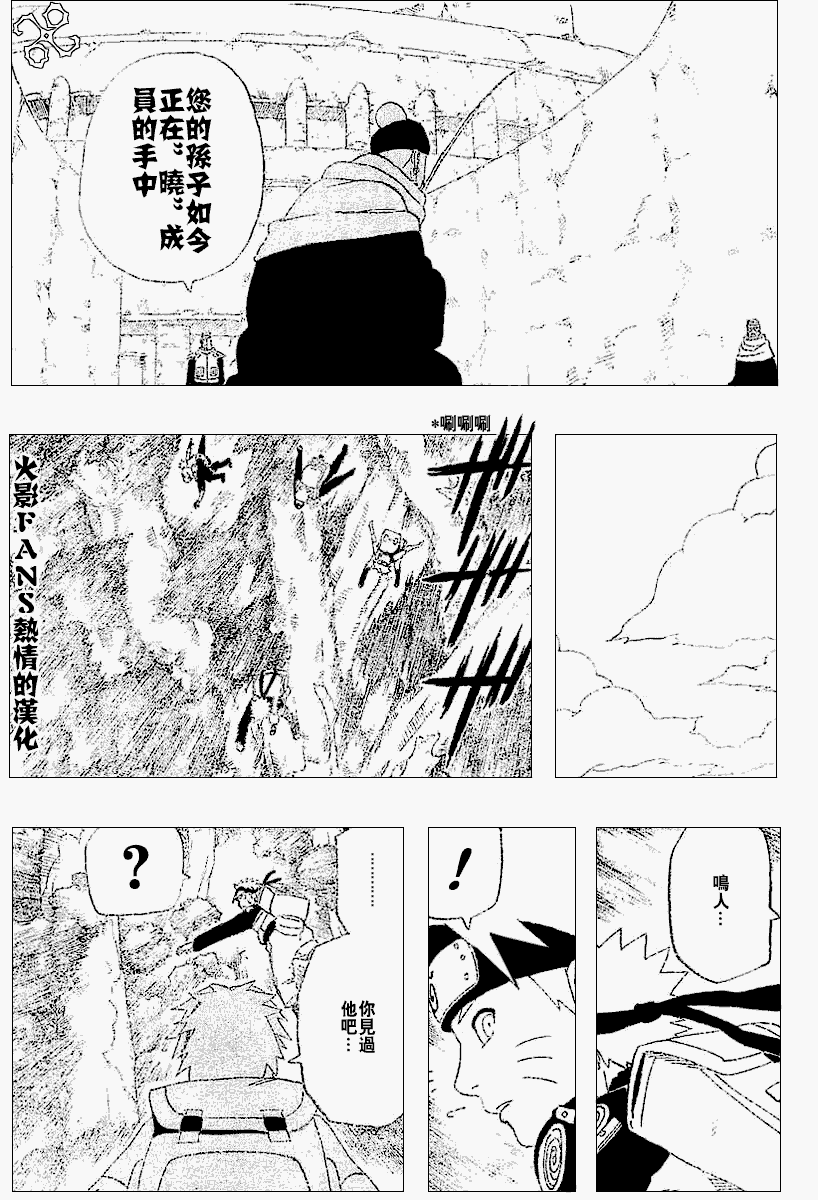 您的孫子如今
正在”曉”成
員的手中
*唰唰唰
火影FANS熱情的漢化
鳴人…
！
…………
你見過
他吧…
？